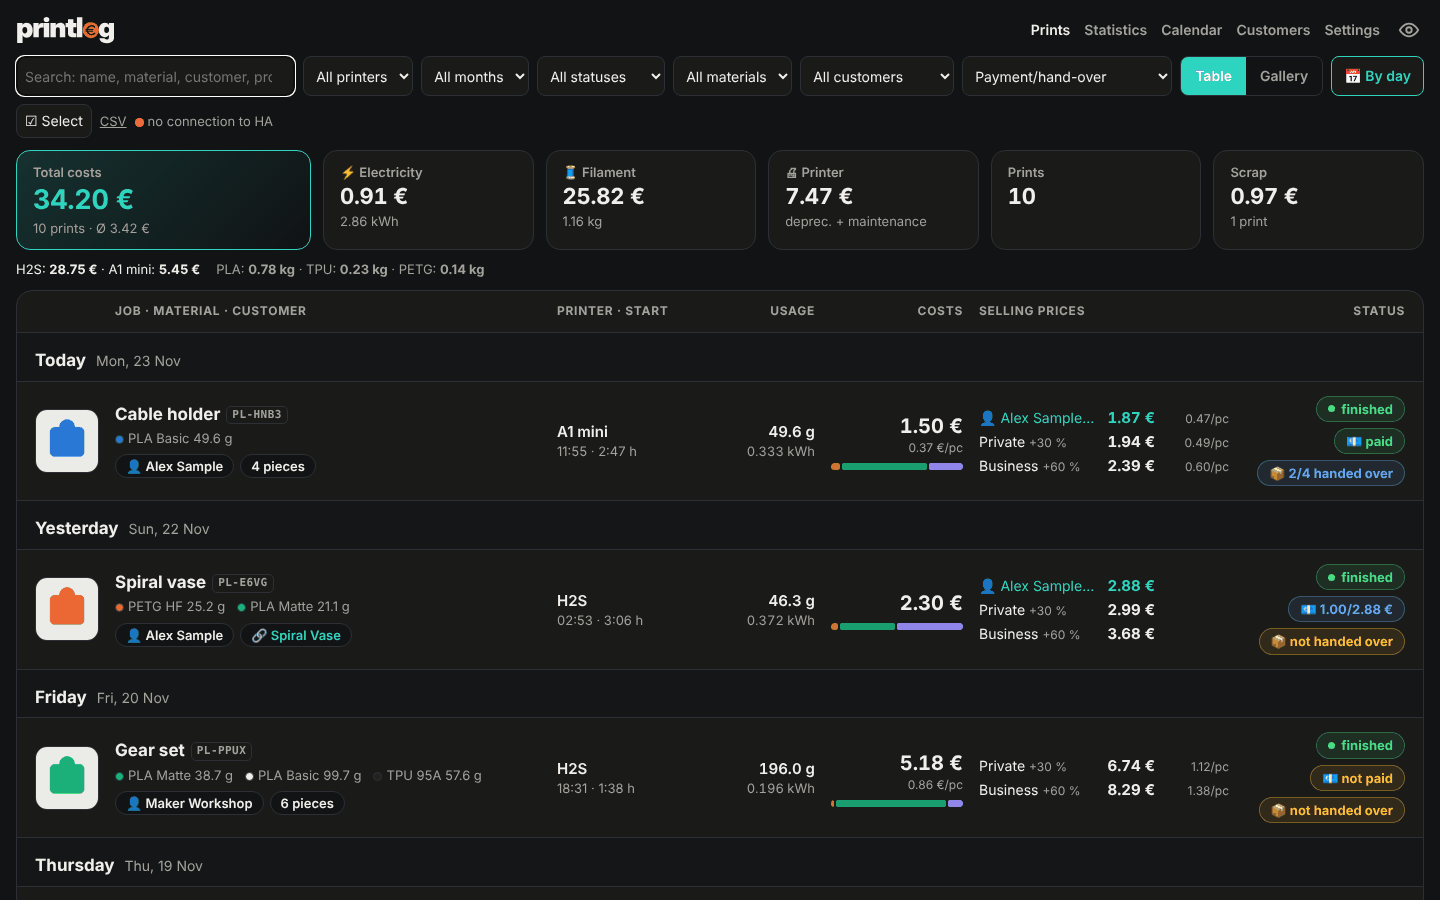 printlog
Prints Statistics Calendar Customers Settings
Search: name, material, customer, pro
All printers
All months
All statuses
All materials
All customers
Payment/hand-over
Table Gallery
📅 By day
☑ Select CSV no connection to HA
Total costs
34.20 €
10 prints · Ø 3.42 €
⚡ Electricity
0.91 €
2.86 kWh
🧵 Filament
25.82 €
1.16 kg
🖨 Printer
7.47 €
deprec. + maintenance
Prints
10
Scrap
0.97 €
1 print
H2S: 28.75 € · A1 mini: 5.45 € PLA: 0.78 kg · TPU: 0.23 kg · PETG: 0.14 kg
JOB · MATERIAL · CUSTOMER PRINTER · START USAGE COSTS SELLING PRICES STATUS
Today Mon, 23 Nov
Cable holder PL-HNB3
PLA Basic 49.6 g
👤 Alex Sample 4 pieces
A1 mini
11:55 · 2:47 h
49.6 g
0.333 kWh
1.50 €
0.37 €/pc
👤 Alex Sample... 1.87 € 0.47/pc
Private +30 % 1.94 € 0.49/pc
Business +60 % 2.39 € 0.60/pc
finished
💶 paid
📦 2/4 handed over
Yesterday Sun, 22 Nov
Spiral vase PL-E6VG
PETG HF 25.2 g PLA Matte 21.1 g
👤 Alex Sample 🔗 Spiral Vase
H2S
02:53 · 3:06 h
46.3 g
0.372 kWh
2.30 €
👤 Alex Sample... 2.88 €
Private +30 % 2.99 €
Business +60 % 3.68 €
finished
💶 1.00/2.88 €
📦 not handed over
Friday Fri, 20 Nov
Gear set PL-PPUX
PLA Matte 38.7 g PLA Basic 99.7 g TPU 95A 57.6 g
👤 Maker Workshop 6 pieces
H2S
18:31 · 1:38 h
196.0 g
0.196 kWh
5.18 €
0.86 €/pc
Private +30 % 6.74 € 1.12/pc
Business +60 % 8.29 € 1.38/pc
finished
💶 not paid
📦 not handed over
Thursday Thu, 19 Nov